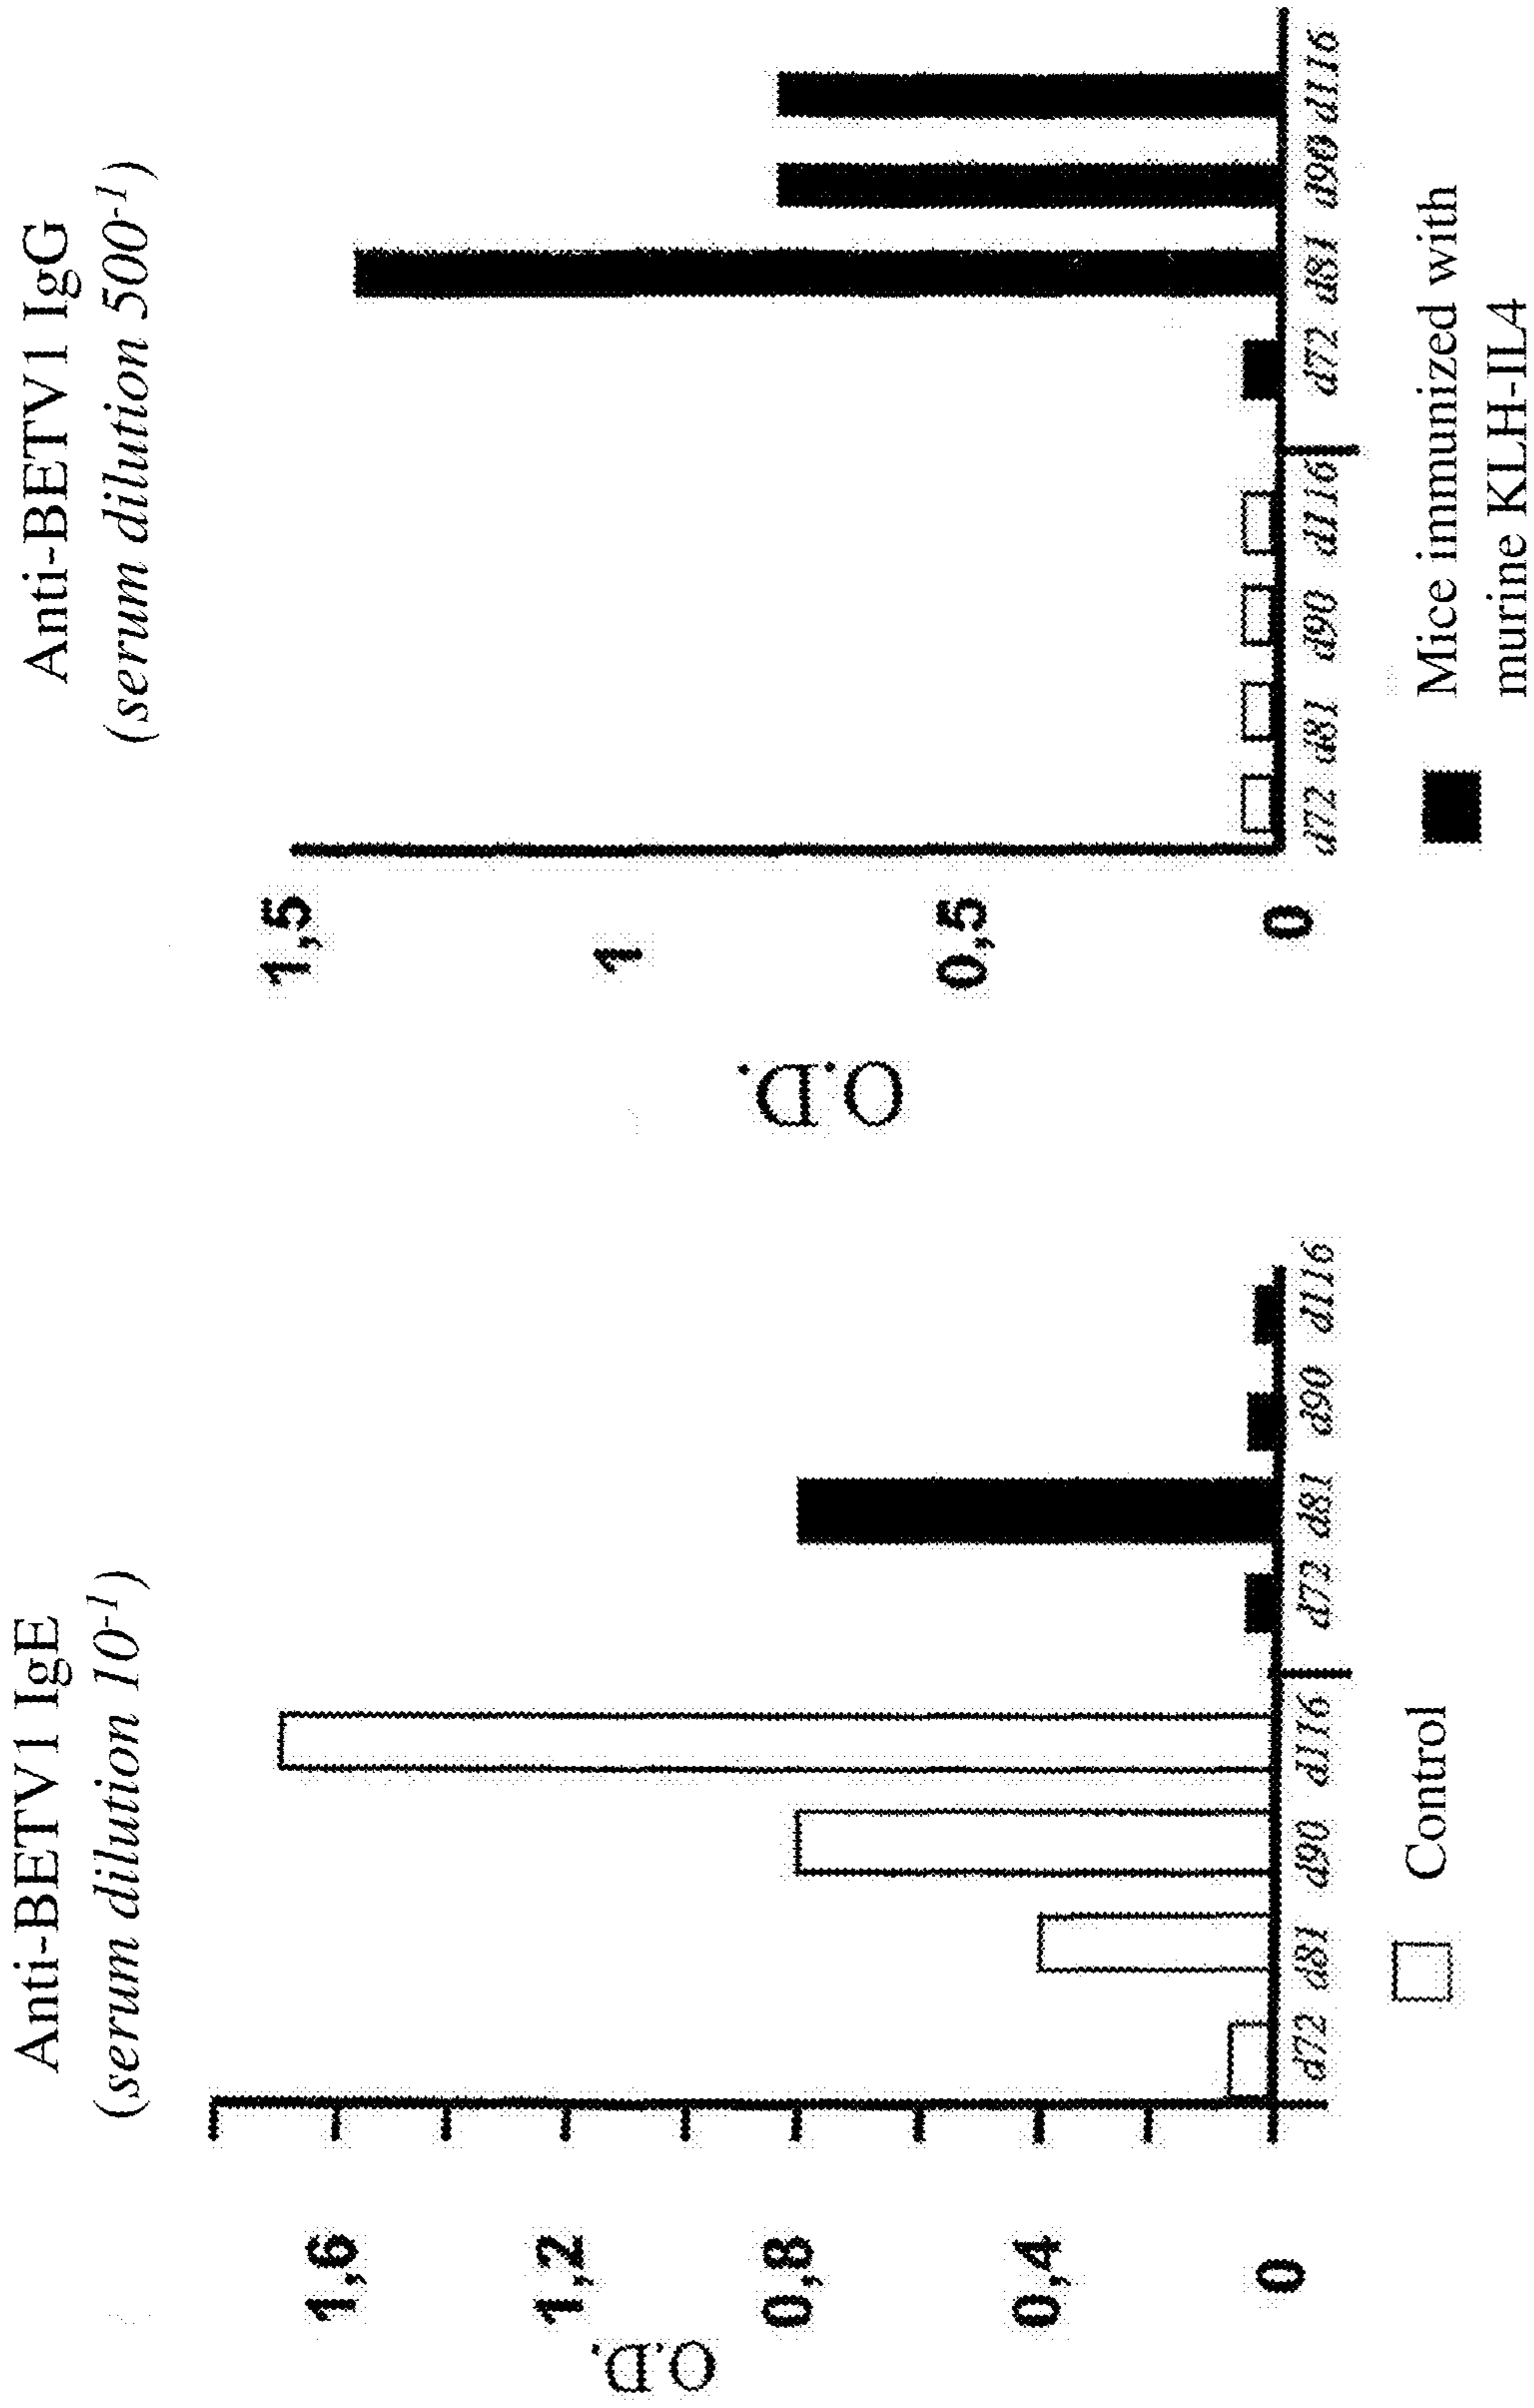 Anti-BETV1 IgE
(serum dilution 10-1)
O.D.
1,6
1,2
0,8
0,4
0
d72 d81 d90 d116 d72 d81 d90 d116
Control
Anti-BETV1 IgG
(serum dilution 500-1)
O.D.
1,5
1
0,5
0
d72 d81 d90 d116 d72 d81 d90 d116
Mice immunized with
murine KLH-IL4